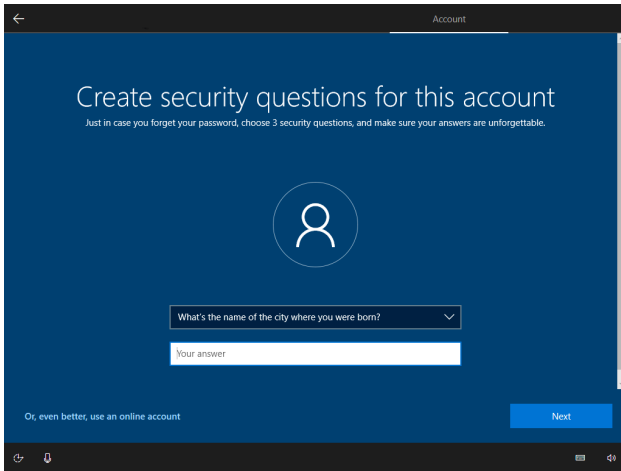 Account
Create security questions for this account
Just in case you forget your password, choose 3 security questions, and make sure your answers are unforgettable.
What's the name of the city where you were born?
Your answer
Or, even better, use an online account
Next